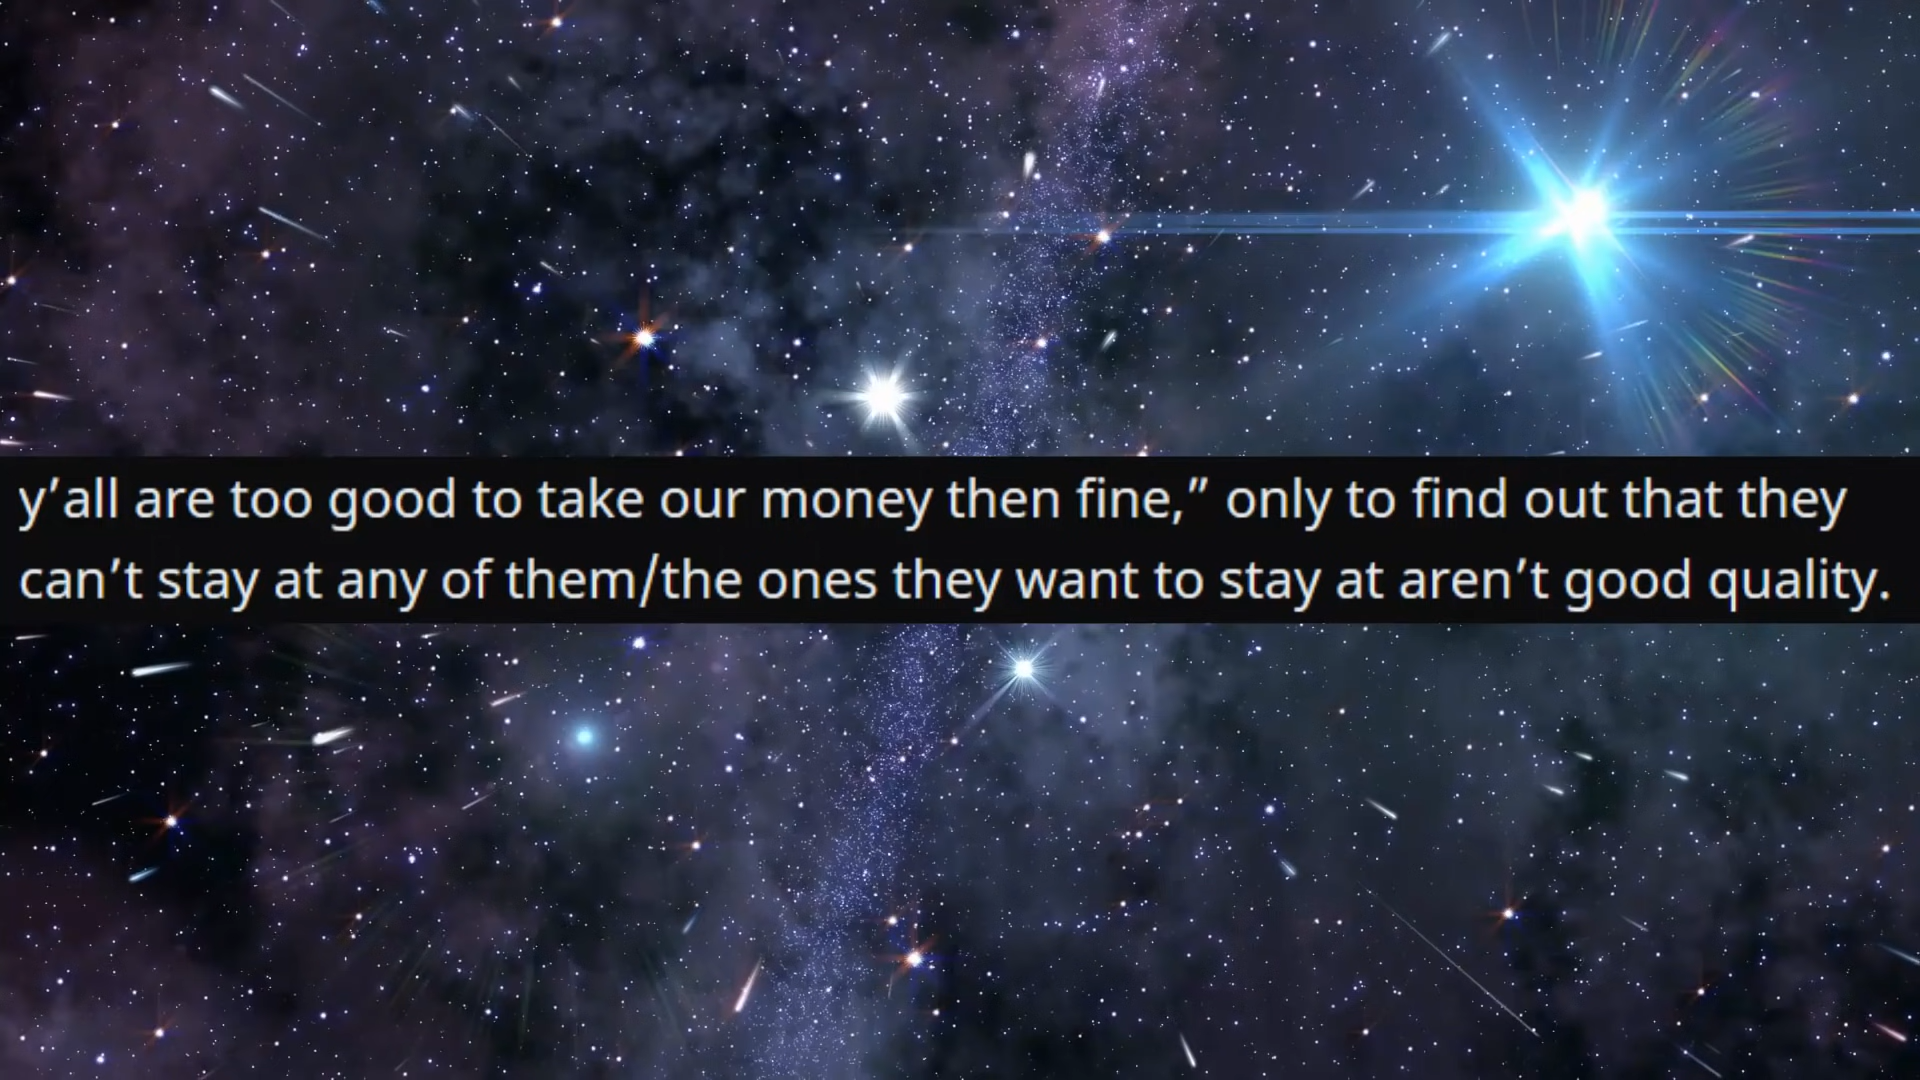 y’all are too good to take our money then fine,” only to find out that they
can’t stay at any of them/the ones they want to stay at aren’t good quality.